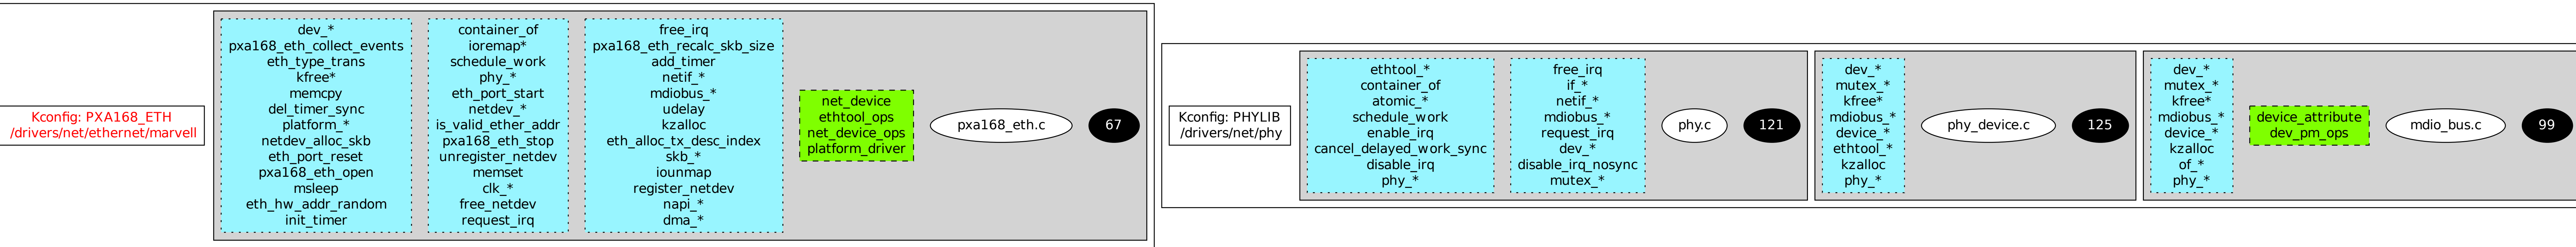 Kconfig: PXA168_ETH
/drivers/net/ethernet/marvell
dev_*
pxa168_eth_collect_events
eth_type_trans
kfree*
memcpy
del_timer_sync
platform_*
netdev_alloc_skb
eth_port_reset
pxa168_eth_open
msleep
eth_hw_addr_random
init_timer
container_of
ioremap*
schedule_work
phy_*
eth_port_start
netdev_*
is_valid_ether_addr
pxa168_eth_stop
unregister_netdev
memset
clk_*
free_netdev
request_irq
free_irq
pxa168_eth_recalc_skb_size
add_timer
netif_*
mdiobus_*
udelay
kzalloc
eth_alloc_tx_desc_index
skb_*
iounmap
register_netdev
napi_*
dma_*
net_device
ethtool_ops
net_device_ops
platform_driver
pxa168_eth.c
67
Kconfig: PHYLIB
/drivers/net/phy
ethtool_*
container_of
atomic_*
schedule_work
enable_irq
cancel_delayed_work_sync
disable_irq
phy_*
free_irq
if_*
netif_*
mdiobus_*
request_irq
dev_*
disable_irq_nosync
mutex_*
phy.c
121
dev_*
mutex_*
kfree*
mdiobus_*
device_*
ethtool_*
kzalloc
phy_*
phy_device.c
125
dev_*
mutex_*
kfree*
mdiobus_*
device_*
kzalloc
of_*
phy_*
device_attribute
dev_pm_ops
mdio_bus.c
99